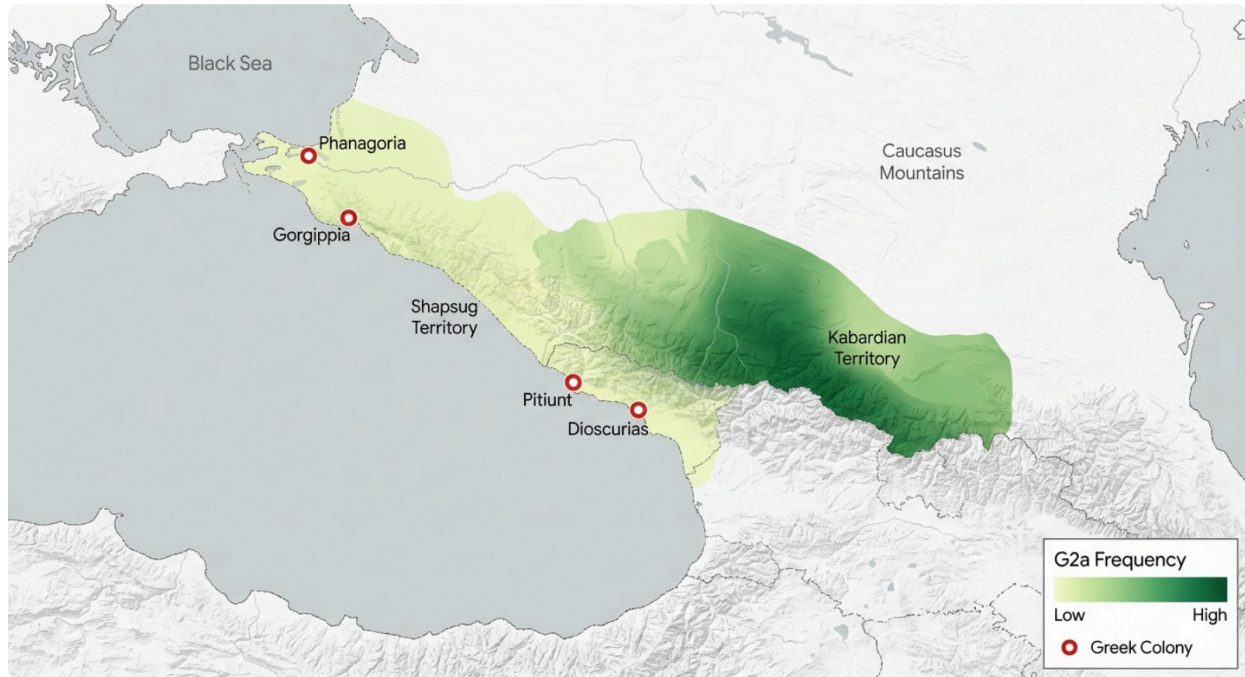 Black Sea
Phanagoria
Caucasus
Mountains
Gorgippia
Shapsug
Territory
Kabardian
Territory
Pitiunt
Dioscurias
G2a Frequency
Low High
Greek Colony